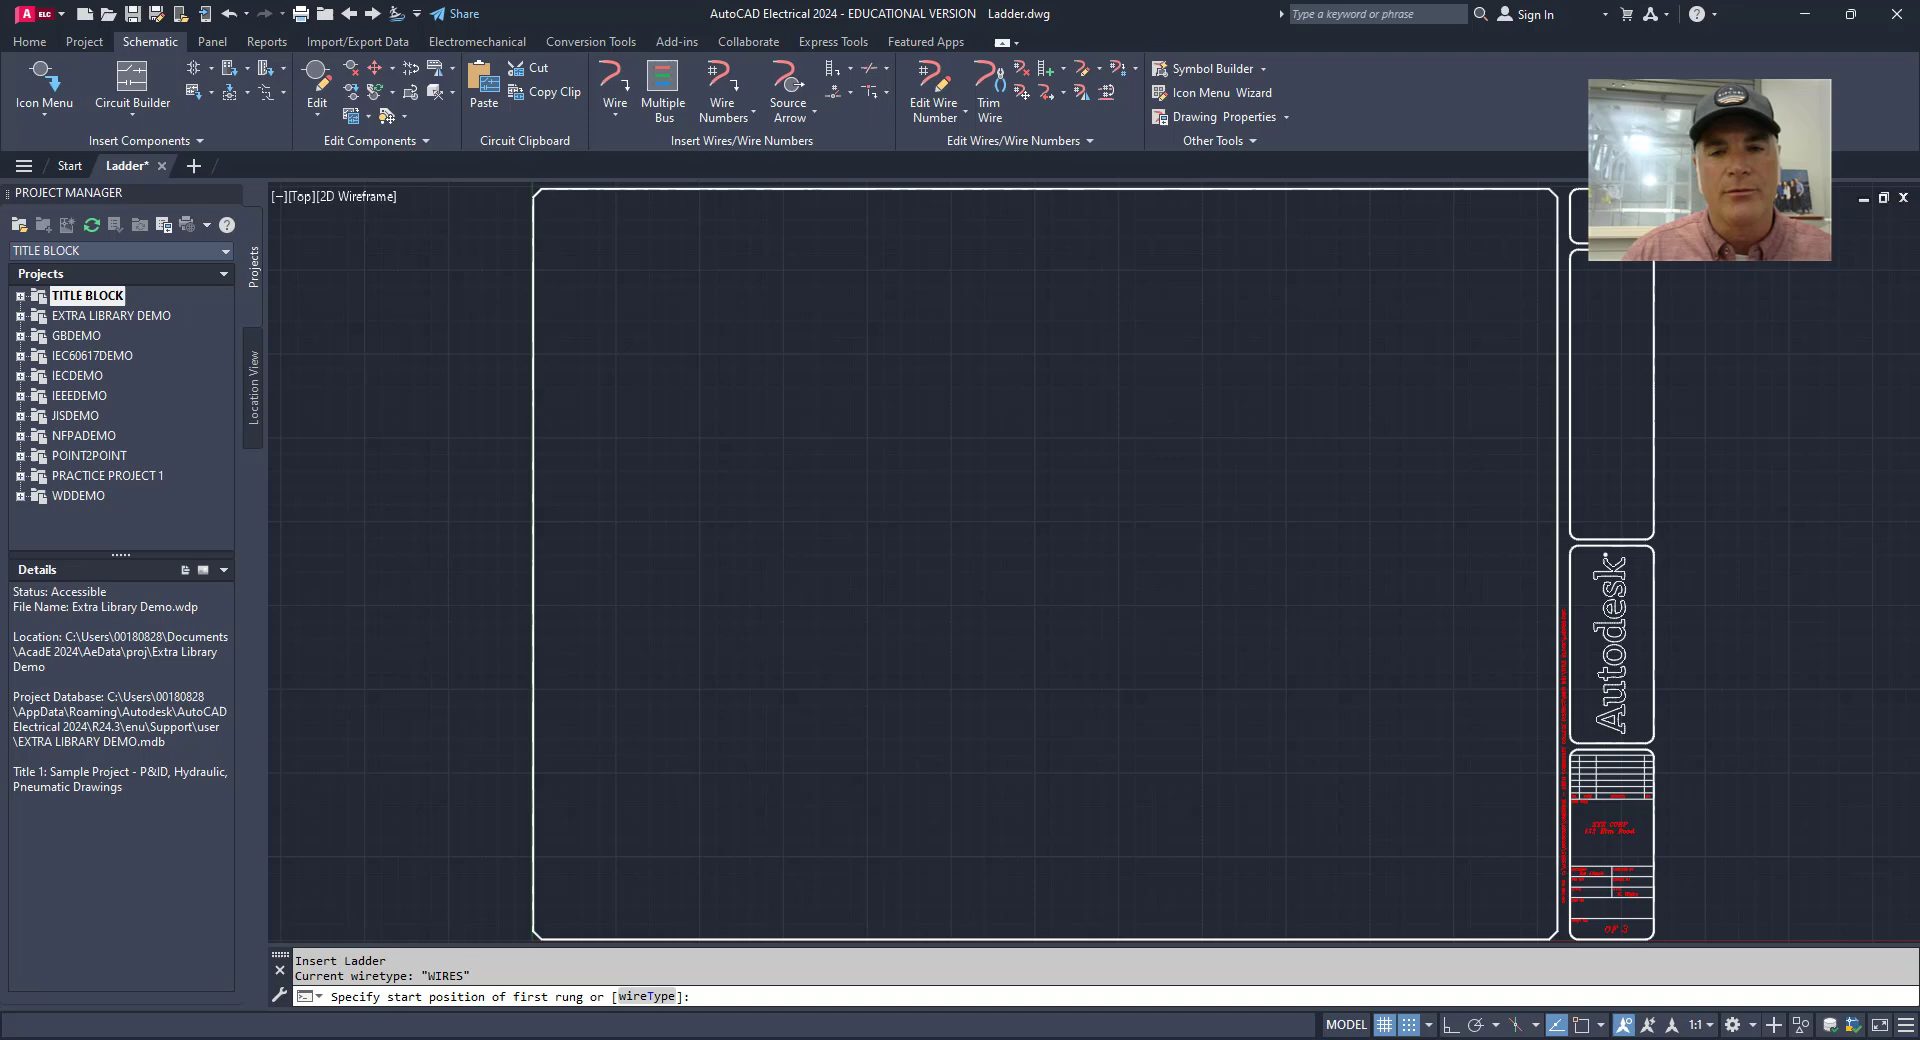 A ELC
Share
AutoCAD Electrical 2024 - EDUCATIONAL VERSION Ladder.dwg
Type a keyword or phrase
Sign In
Home Project Schematic Panel Reports Import/Export Data Electromechanical Conversion Tools Add-ins Collaborate Express Tools Featured Apps
Icon Menu
Circuit Builder
Insert Components
Edit
Edit Components
Paste
Cut
Copy Clip
Circuit Clipboard
Wire
Multiple Bus
Wire Numbers
Source Arrow
Insert Wires/Wire Numbers
Edit Wire Number
Trim Wire
Edit Wires/Wire Numbers
Symbol Builder
Icon Menu Wizard
Drawing Properties
Other Tools
Start
Ladder*
PROJECT MANAGER
TITLE BLOCK
Projects
TITLE BLOCK
EXTRA LIBRARY DEMO
GBDEMO
IEC60617DEMO
IECDEMO
IEEEDEMO
JISDEMO
NFPADEMO
POINT2POINT
PRACTICE PROJECT 1
WDDEMO
Projects
Location View
Details
Status: Accessible
File Name: Extra Library Demo.wdp
Location: C:\Users\00180828\Documents
\AcadE 2024\AeData\proj\Extra Library
Demo
Project Database: C:\Users\00180828
\AppData\Roaming\Autodesk\AutoCAD
Electrical 2024\R24.3\enu\Support\user
\EXTRA LIBRARY DEMO.mdb
Title 1: Sample Project - P&ID, Hydraulic,
Pneumatic Drawings
[−][Top][2D Wireframe]
Autodesk
XYZ CORP
OF 3
Insert Ladder
Current wiretype: "WIRES"
Specify start position of first rung or [wireType]:
MODEL
1:1